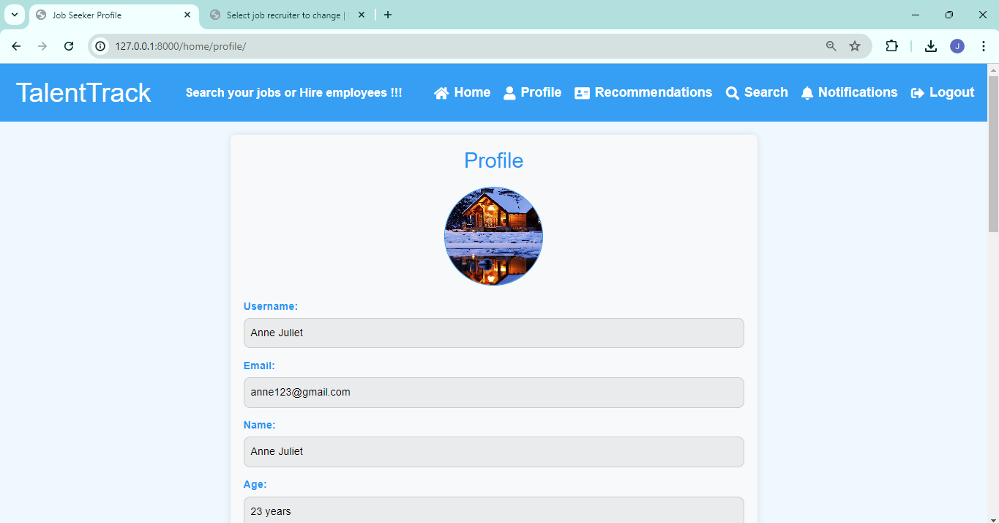 Job Seeker Profile
Select job recruiter to change |
127.0.0.1:8000/home/profile/
J
TalentTrack
Search your jobs or Hire employees !!!
Home
Profile
Recommendations
Search
Notifications
Logout
Profile
Username:
Anne Juliet
Email:
anne123@gmail.com
Name:
Anne Juliet
Age:
23 years